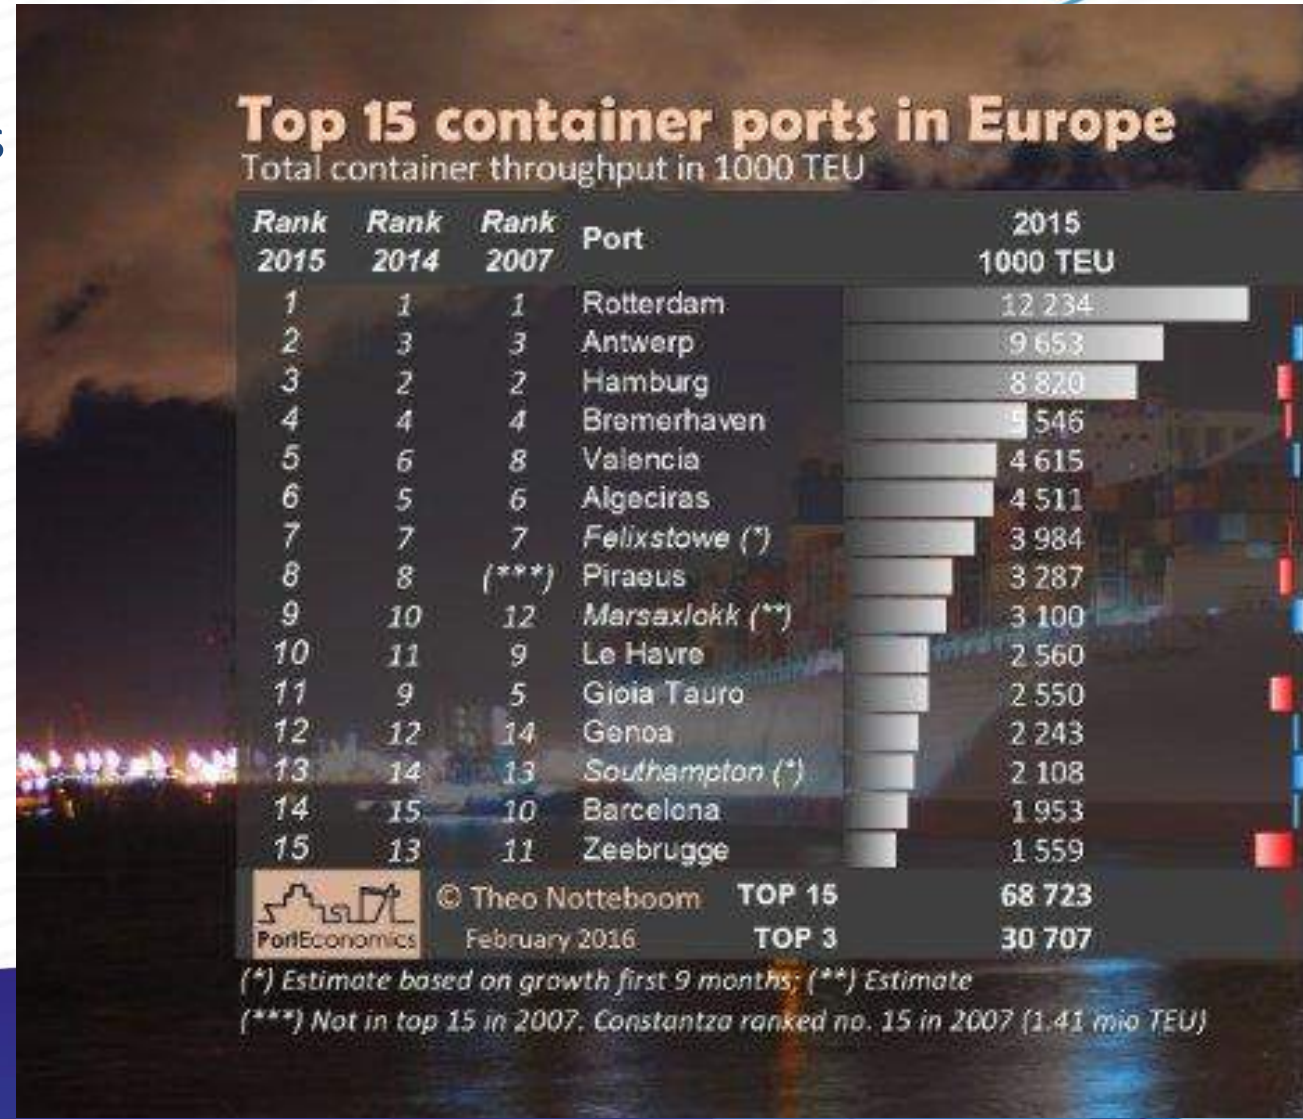 s
Top 15 container ports in Europe
Total container throughput in 1000 TEU
Rank 2015 Rank 2014 Rank 2007 Port 2015 1000 TEU
1 1 1 Rotterdam 12 234
2 3 3 Antwerp 9 653
3 2 2 Hamburg 8 820
4 4 4 Bremerhaven 5 546
5 6 8 Valencia 4 615
6 5 6 Algeciras 4 511
7 7 7 Felixstowe (*) 3 984
8 8 (***) Piraeus 3 287
9 10 12 Marsaxlokk (**) 3 100
10 11 9 Le Havre 2 560
11 9 5 Gioia Tauro 2 550
12 12 14 Genoa 2 243
13 14 13 Southampton (*) 2 108
14 15 10 Barcelona 1 953
15 13 11 Zeebrugge 1 559
© Theo Notteboom TOP 15 68 723
PortEconomics February 2016 TOP 3 30 707
(*) Estimate based on growth first 9 months; (**) Estimate
(***) Not in top 15 in 2007. Constantza ranked no. 15 in 2007 (1.41 mio TEU)